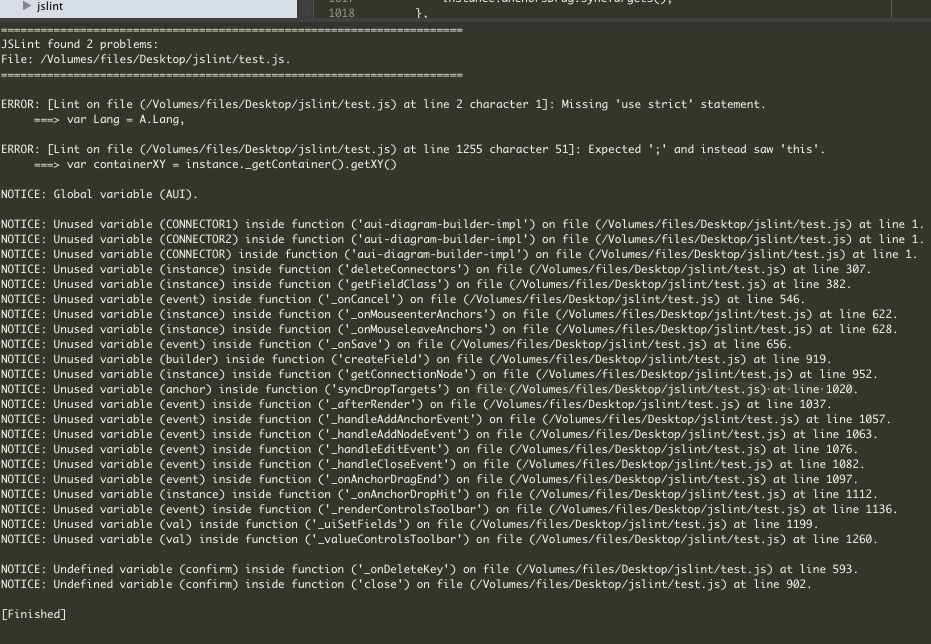 jslint
1017 instance.anchorsDrag.syncTargets();
1018 },
======================================================================
JSLint found 2 problems:
File: /Volumes/files/Desktop/jslint/test.js.
======================================================================
ERROR: [Lint on file (/Volumes/files/Desktop/jslint/test.js) at line 2 character 1]: Missing 'use strict' statement.
===> var Lang = A.Lang,
ERROR: [Lint on file (/Volumes/files/Desktop/jslint/test.js) at line 1255 character 51]: Expected ';' and instead saw 'this'.
===> var containerXY = instance._getContainer().getXY()
NOTICE: Global variable (AUI).
NOTICE: Unused variable (CONNECTOR1) inside function ('aui-diagram-builder-impl') on file (/Volumes/files/Desktop/jslint/test.js) at line 1.
NOTICE: Unused variable (CONNECTOR2) inside function ('aui-diagram-builder-impl') on file (/Volumes/files/Desktop/jslint/test.js) at line 1.
NOTICE: Unused variable (CONNECTOR) inside function ('aui-diagram-builder-impl') on file (/Volumes/files/Desktop/jslint/test.js) at line 1.
NOTICE: Unused variable (instance) inside function ('deleteConnectors') on file (/Volumes/files/Desktop/jslint/test.js) at line 307.
NOTICE: Unused variable (instance) inside function ('getFieldClass') on file (/Volumes/files/Desktop/jslint/test.js) at line 382.
NOTICE: Unused variable (event) inside function ('_onCancel') on file (/Volumes/files/Desktop/jslint/test.js) at line 546.
NOTICE: Unused variable (instance) inside function ('_onMouseenterAnchors') on file (/Volumes/files/Desktop/jslint/test.js) at line 622.
NOTICE: Unused variable (instance) inside function ('_onMouseleaveAnchors') on file (/Volumes/files/Desktop/jslint/test.js) at line 628.
NOTICE: Unused variable (event) inside function ('_onSave') on file (/Volumes/files/Desktop/jslint/test.js) at line 656.
NOTICE: Unused variable (builder) inside function ('createField') on file (/Volumes/files/Desktop/jslint/test.js) at line 919.
NOTICE: Unused variable (instance) inside function ('getConnectionNode') on file (/Volumes/files/Desktop/jslint/test.js) at line 952.
NOTICE: Unused variable (anchor) inside function ('syncDropTargets') on file (/Volumes/files/Desktop/jslint/test.js) at line 1020.
NOTICE: Unused variable (event) inside function ('_afterRender') on file (/Volumes/files/Desktop/jslint/test.js) at line 1037.
NOTICE: Unused variable (event) inside function ('_handleAddAnchorEvent') on file (/Volumes/files/Desktop/jslint/test.js) at line 1057.
NOTICE: Unused variable (event) inside function ('_handleAddNodeEvent') on file (/Volumes/files/Desktop/jslint/test.js) at line 1063.
NOTICE: Unused variable (event) inside function ('_handleEditEvent') on file (/Volumes/files/Desktop/jslint/test.js) at line 1076.
NOTICE: Unused variable (event) inside function ('_handleCloseEvent') on file (/Volumes/files/Desktop/jslint/test.js) at line 1082.
NOTICE: Unused variable (event) inside function ('_onAnchorDragEnd') on file (/Volumes/files/Desktop/jslint/test.js) at line 1097.
NOTICE: Unused variable (instance) inside function ('_onAnchorDropHit') on file (/Volumes/files/Desktop/jslint/test.js) at line 1112.
NOTICE: Unused variable (event) inside function ('_renderControlsToolbar') on file (/Volumes/files/Desktop/jslint/test.js) at line 1136.
NOTICE: Unused variable (val) inside function ('_uiSetFields') on file (/Volumes/files/Desktop/jslint/test.js) at line 1199.
NOTICE: Unused variable (val) inside function ('_valueControlsToolbar') on file (/Volumes/files/Desktop/jslint/test.js) at line 1260.
NOTICE: Undefined variable (confirm) inside function ('_onDeleteKey') on file (/Volumes/files/Desktop/jslint/test.js) at line 593.
NOTICE: Undefined variable (confirm) inside function ('close') on file (/Volumes/files/Desktop/jslint/test.js) at line 902.
[Finished]